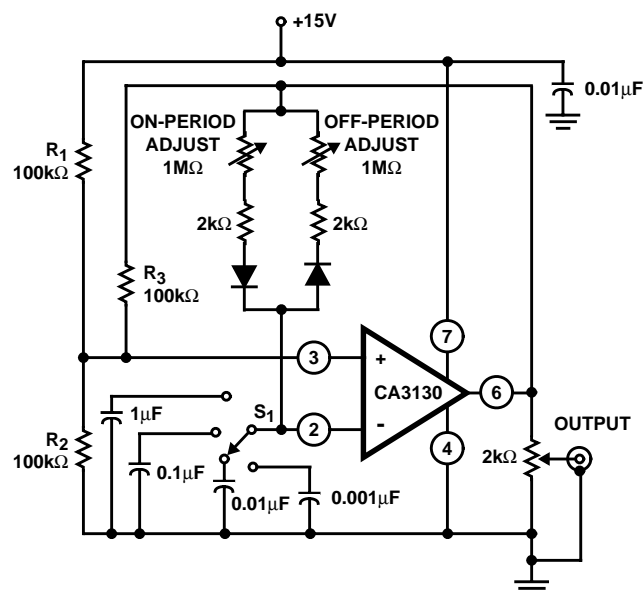 +15V
0.01μF
ON-PERIOD
ADJUST
1MΩ
OFF-PERIOD
ADJUST
1MΩ
R1
100kΩ
2kΩ
2kΩ
R3
100kΩ
7
3
+
CA3130
6
1μF
S1
2
-
OUTPUT
R2
100kΩ
4
2kΩ
0.1μF
0.01μF
0.001μF